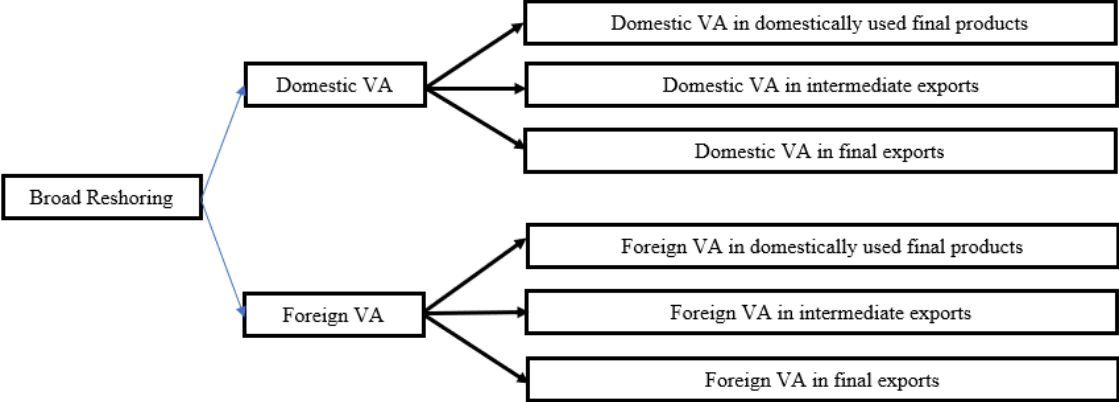 Domestic VA in domestically used final products
Domestic VA
Domestic VA in intermediate exports
Domestic VA in final exports
Broad Reshoring
Foreign VA in domestically used final products
Foreign VA
Foreign VA in intermediate exports
Foreign VA in final exports